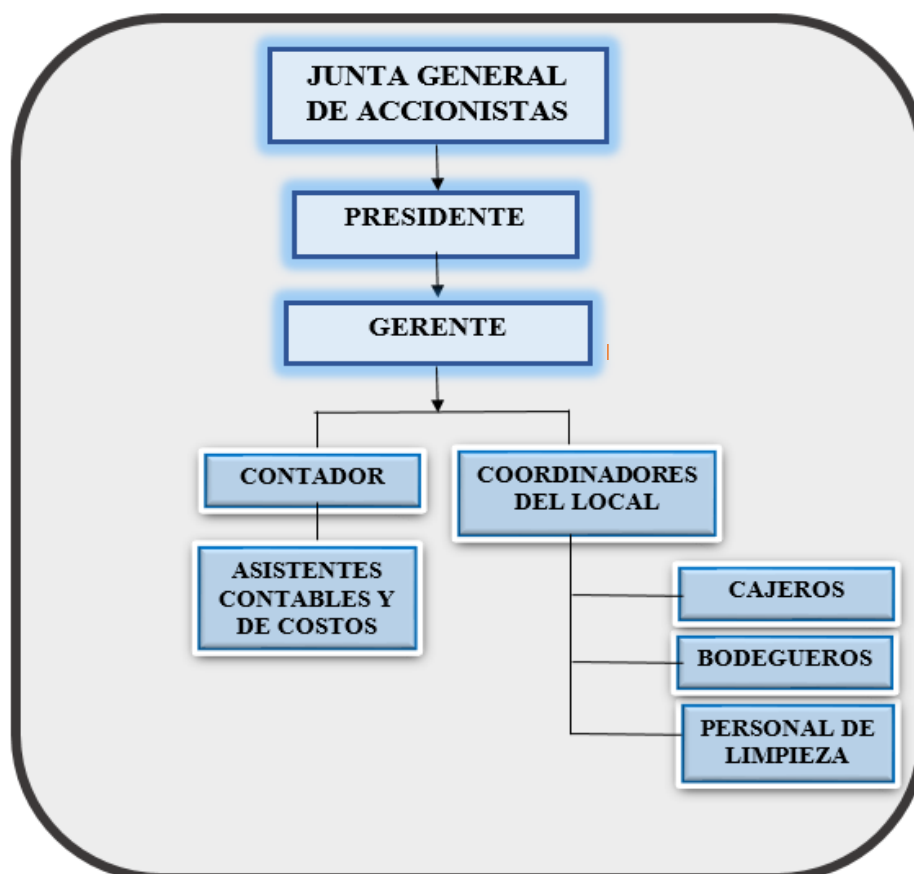 JUNTA GENERAL
DE ACCIONISTAS
PRESIDENTE
GERENTE
CONTADOR
COORDINADORES
DEL LOCAL
ASISTENTES
CONTABLES Y
DE COSTOS
CAJEROS
BODEGUEROS
PERSONAL DE
LIMPIEZA